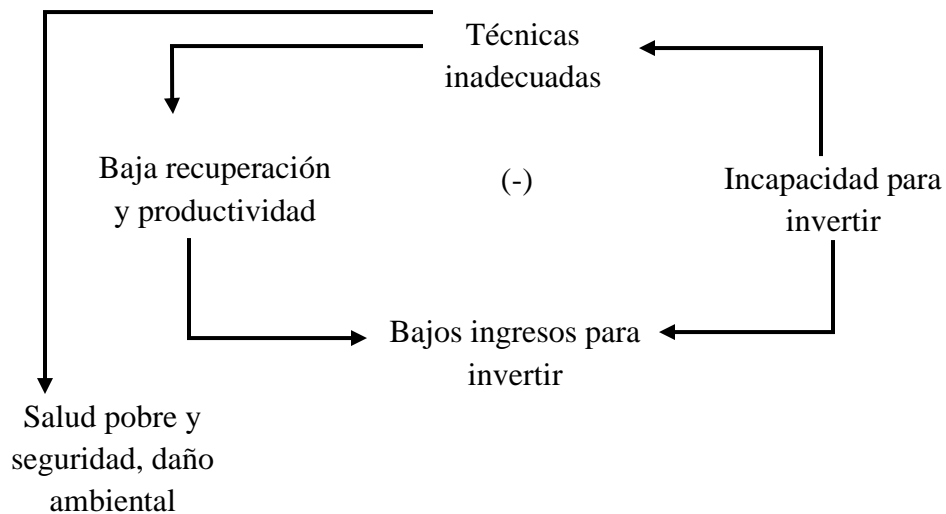 Técnicas
inadecuadas
Baja recuperación
y productividad
(-)
Incapacidad para
invertir
Bajos ingresos para
invertir
Salud pobre y
seguridad, daño
ambiental